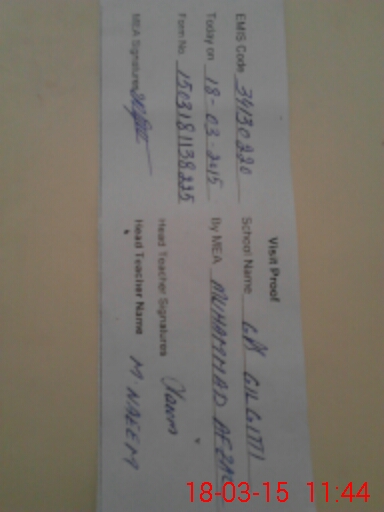 Visit Proof
EMIS Code 34130220 School Name GPS GILGITTI
Today on 18-03-2015 By MEA MUHAMMAD AFZAL
Form No. 1503181138225 Head Teacher Signatures
MEA Signatures Head Teacher Name M. NAEEM
18-03-15 11:44